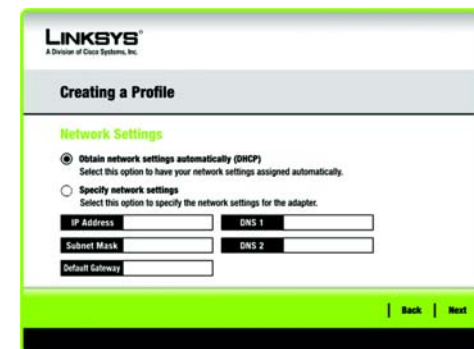 LINKSYS®
A Division of Cisco Systems, Inc.
Creating a Profile
Network Settings
Obtain network settings automatically (DHCP)
Select this option to have your network settings assigned automatically.
Specify network settings
Select this option to specify the network settings for the adapter.
IP Address DNS 1
Subnet Mask DNS 2
Default Gateway
Back Next